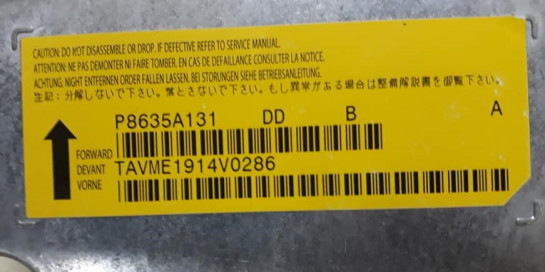 CAUTION: DO NOT DISASSEMBLE OR DROP. IF DEFECTIVE REFER TO SERVICE MANUAL.
ATTENTION: NE PAS DEMONTER NI FAIRE TOMBER. EN CAS DE DEFAILLANCE CONSULTER LA NOTICE.
ACHTUNG: NIGHT ENTFERNEN ORDER FALLEN LASSEN. BEI STORUNGEN SIEHE BETRIEBSANLEITUNG.
注記：分解しないで下さい。落とさないで下さい。もし異常がある場合は整備解説書を御覧下さい。
P8635A131 DD B A
FORWARD
DEVANT TAVME1914V0286
VORNE